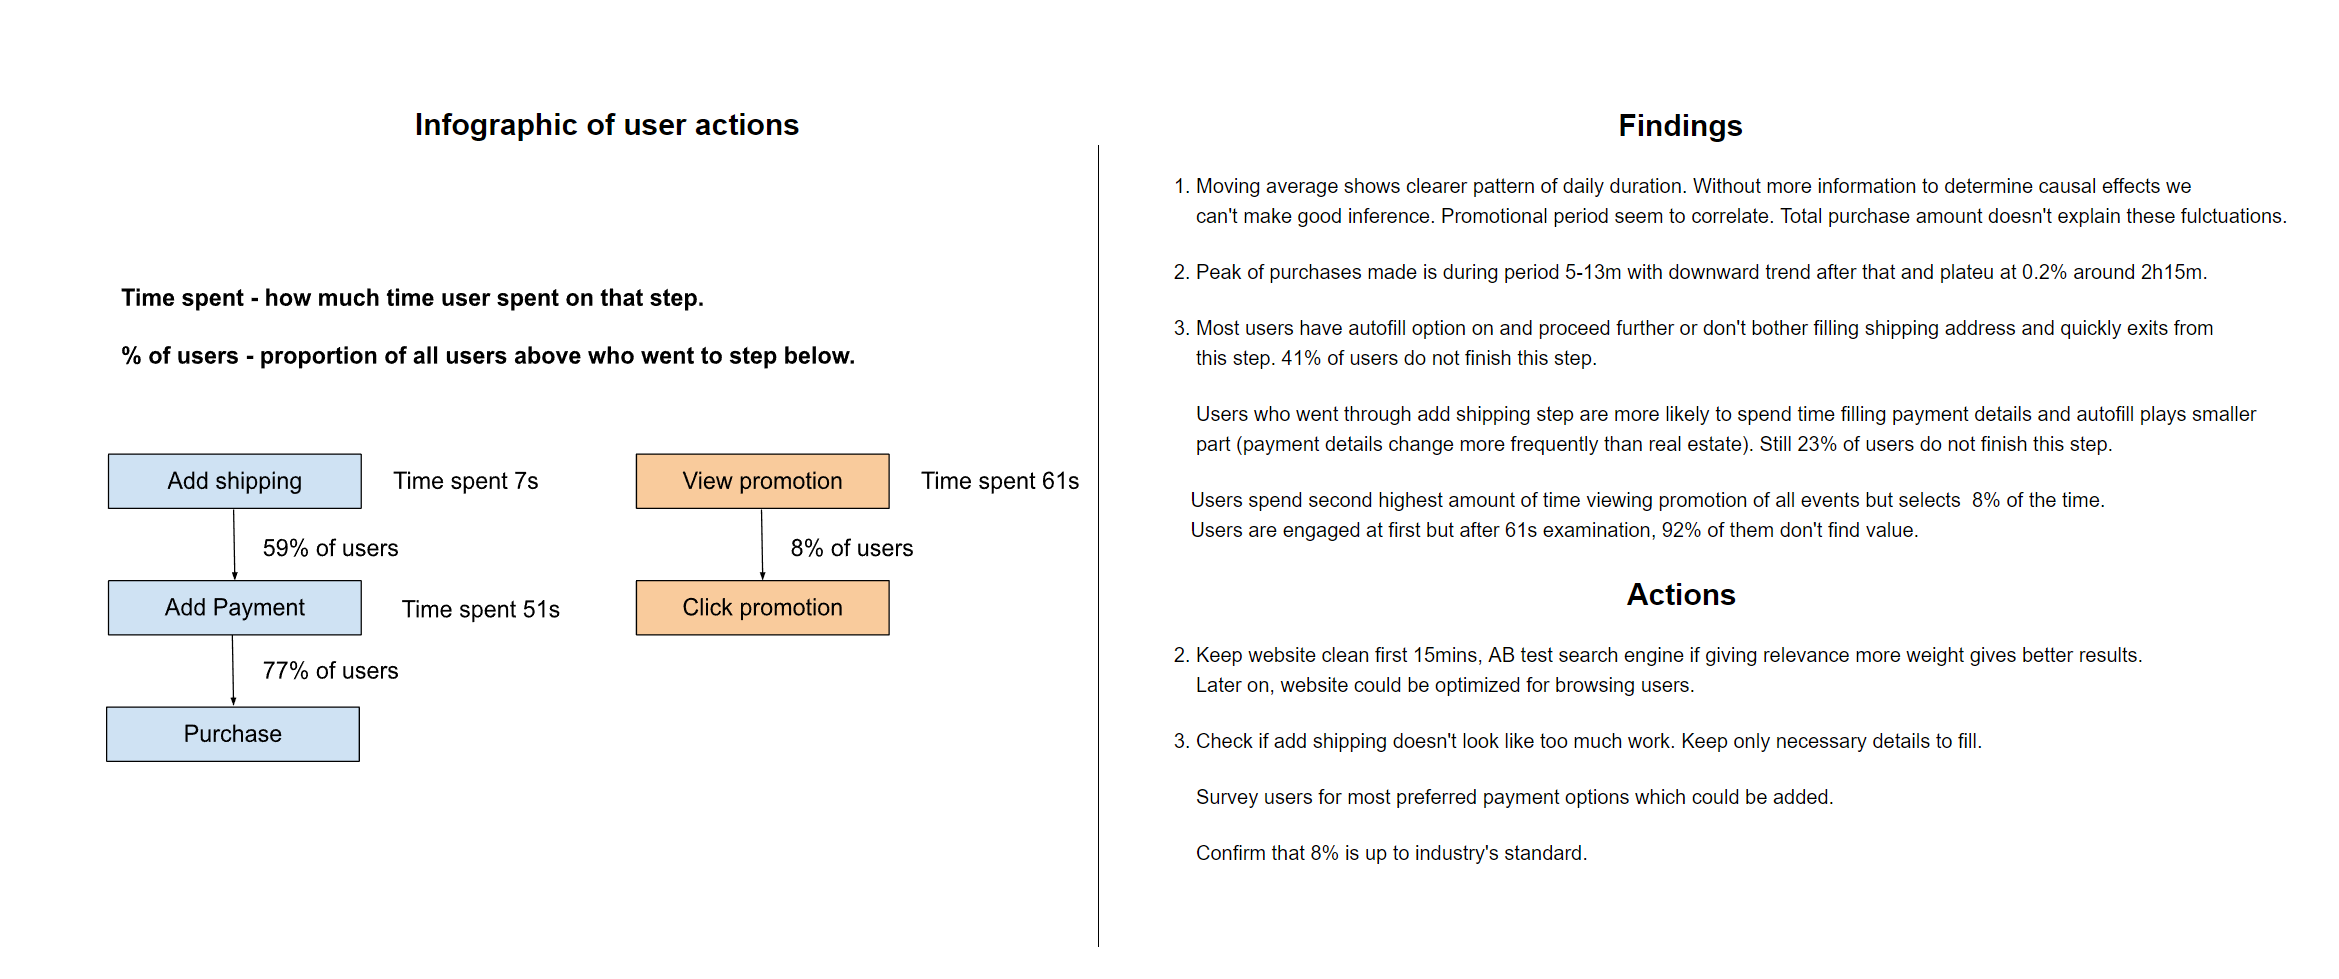 Infographic of user actions
Time spent - how much time user spent on that step.
% of users - proportion of all users above who went to step below.
Add shipping
Time spent 7s
59% of users
Add Payment
Time spent 51s
77% of users
Purchase
View promotion
Time spent 61s
8% of users
Click promotion
Findings
1. Moving average shows clearer pattern of daily duration. Without more information to determine causal effects we
can't make good inference. Promotional period seem to correlate. Total purchase amount doesn't explain these fulctuations.
2. Peak of purchases made is during period 5-13m with downward trend after that and plateu at 0.2% around 2h15m.
3. Most users have autofill option on and proceed further or don't bother filling shipping address and quickly exits from
this step. 41% of users do not finish this step.
Users who went through add shipping step are more likely to spend time filling payment details and autofill plays smaller
part (payment details change more frequently than real estate). Still 23% of users do not finish this step.
Users spend second highest amount of time viewing promotion of all events but selects  8% of the time.
Users are engaged at first but after 61s examination, 92% of them don't find value.
Actions
2. Keep website clean first 15mins, AB test search engine if giving relevance more weight gives better results.
Later on, website could be optimized for browsing users.
3. Check if add shipping doesn't look like too much work. Keep only necessary details to fill.
Survey users for most preferred payment options which could be added.
Confirm that 8% is up to industry's standard.